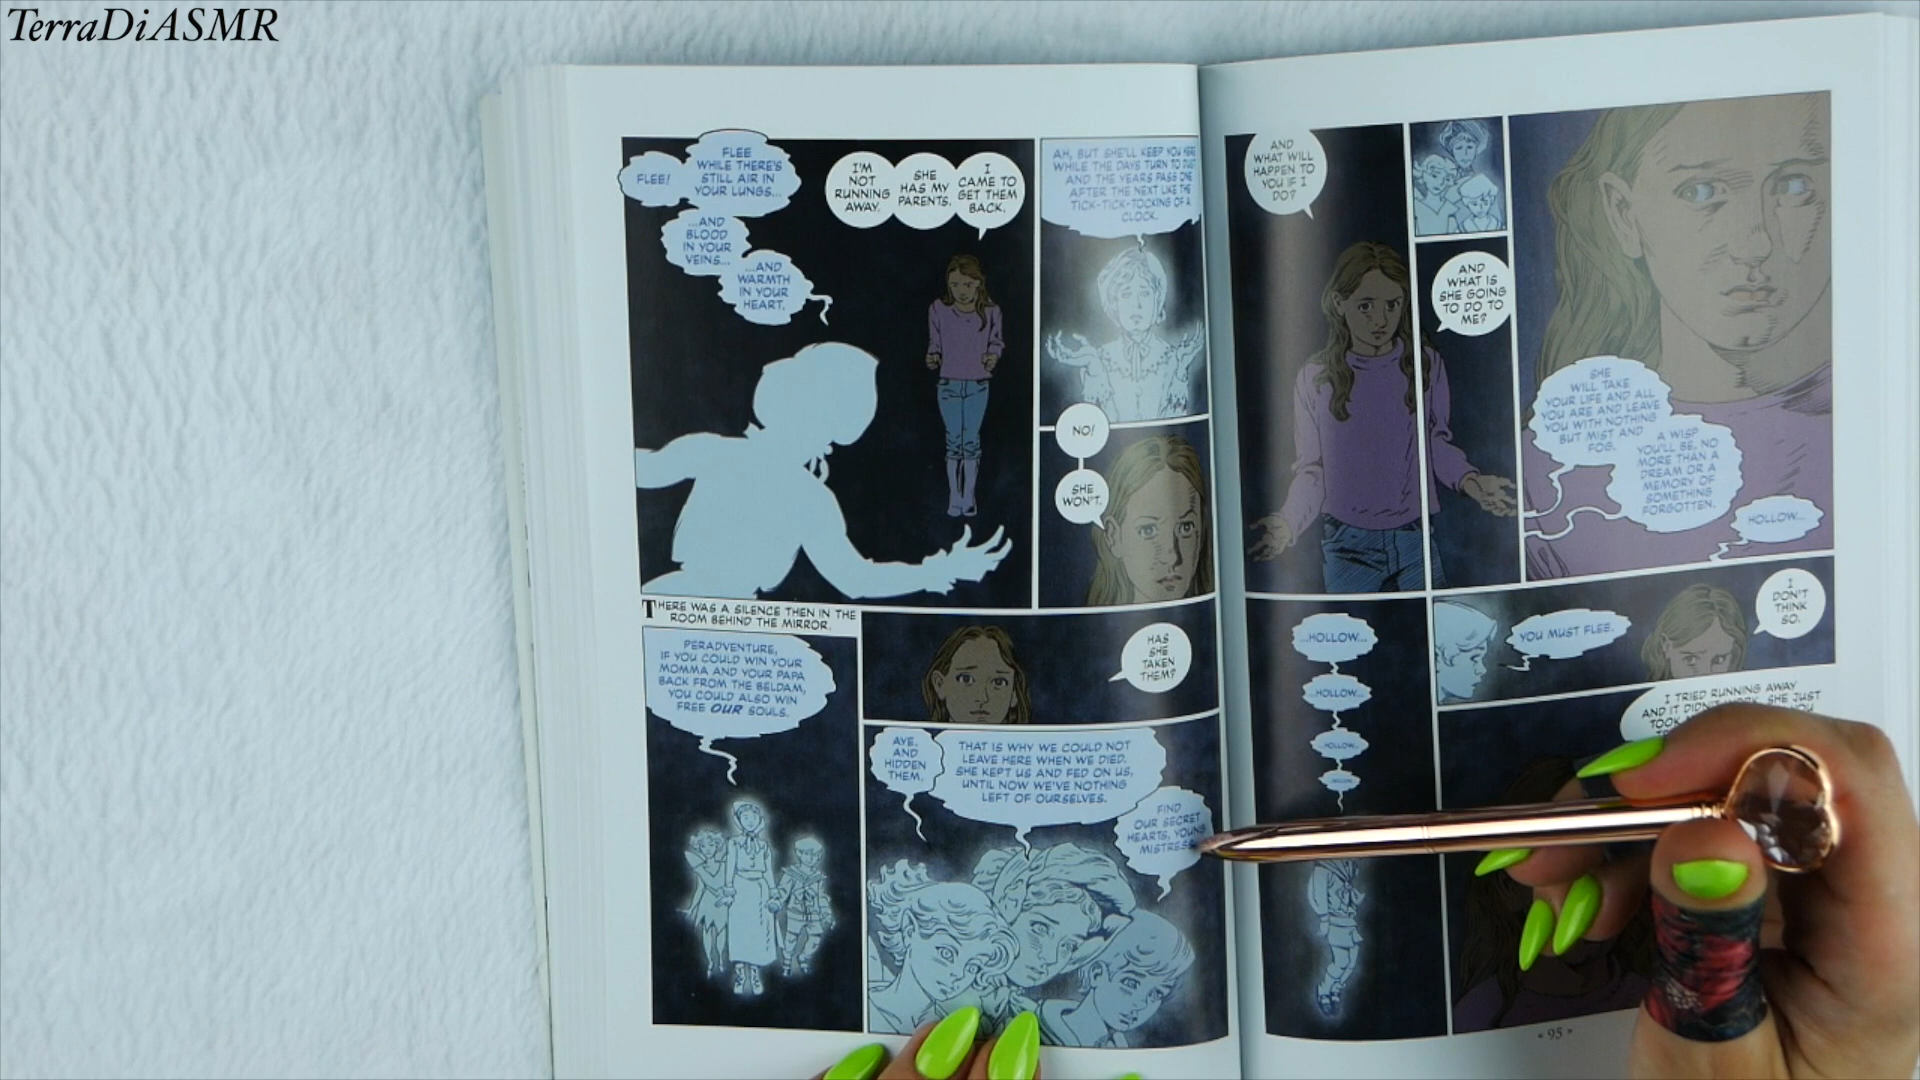 TerraDiASMR
FLEE!
FLEE
WHILE THERE'S
STILL AIR IN
YOUR LUNGS...
...AND
BLOOD
IN YOUR
VEINS...
...AND
WARMTH
IN YOUR
HEART.
I'M
NOT
RUNNING
AWAY.
SHE
HAS MY
PARENTS.
I
CAME TO
GET THEM
BACK.
AH, BUT SHE'LL KEEP YOU HERE
WHILE THE DAYS TURN TO DUST
AND THE YEARS PASS ONE
AFTER THE NEXT LIKE THE
TICK-TICK-TOCKING OF A
CLOCK.
NO!
SHE
WON'T.
THERE WAS A SILENCE THEN IN THE
ROOM BEHIND THE MIRROR.
PERADVENTURE,
IF YOU COULD WIN YOUR
MOMMA AND YOUR PAPA
BACK FROM THE BELDAM,
YOU COULD ALSO WIN
FREE OUR SOULS.
HAS
SHE
TAKEN
THEM?
AYE.
AND
HIDDEN
THEM.
THAT IS WHY WE COULD NOT
LEAVE HERE WHEN WE DIED.
SHE KEPT US AND FED ON US,
UNTIL NOW WE'VE NOTHING
LEFT OF OURSELVES.
FIND
OUR SECRET
HEARTS, YOUNG
MISTRESS.
AND
WHAT WILL
HAPPEN TO
YOU IF I
DO?
AND
WHAT IS
SHE GOING
TO DO TO
ME?
SHE
WILL TAKE
YOUR LIFE AND ALL
YOU ARE AND LEAVE
YOU WITH NOTHING
BUT MIST AND
FOG.
A WISP
YOU'LL BE, NO
MORE THAN A
DREAM OR A
MEMORY OF
SOMETHING
FORGOTTEN.
HOLLOW...
...HOLLOW...
...HOLLOW...
...HOLLOW...
YOU MUST FLEE.
I
DON'T
THINK
SO.
I TRIED RUNNING AWAY
AND IT DIDN'T WORK. SHE JUST
TOOK
95